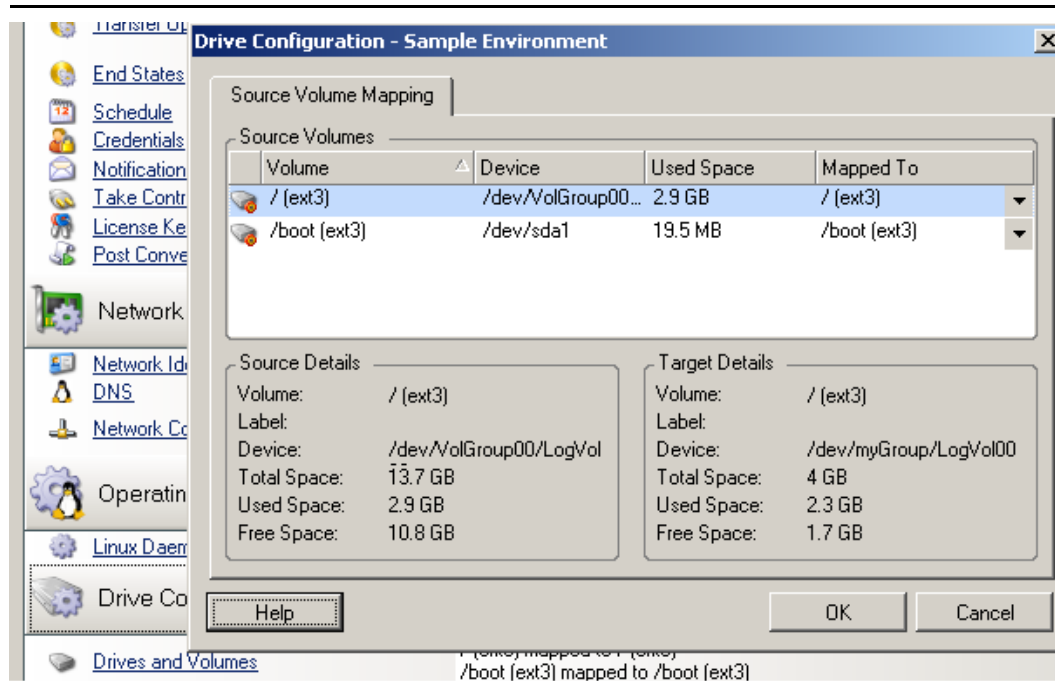 Transfer Op
Drive Configuration - Sample Environment
End States
Schedule
Credentials
Notification
Take Contr
License Ke
Post Conve
Network
Network Ide
DNS
Network Co
Operatin
Linux Daem
Drive Co
Drives and Volumes
Source Volume Mapping
Source Volumes
Volume Device Used Space Mapped To
/ (ext3) /dev/VolGroup00... 2.9 GB / (ext3)
/boot (ext3) /dev/sda1 19.5 MB /boot (ext3)
Source Details
Volume: / (ext3)
Label:
Device: /dev/VolGroup00/LogVol
Total Space: 13.7 GB
Used Space: 2.9 GB
Free Space: 10.8 GB
Target Details
Volume: / (ext3)
Label:
Device: /dev/myGroup/LogVol00
Total Space: 4 GB
Used Space: 2.3 GB
Free Space: 1.7 GB
Help OK Cancel
/ (ext3) mapped to / (ext3)
/boot (ext3) mapped to /boot (ext3)